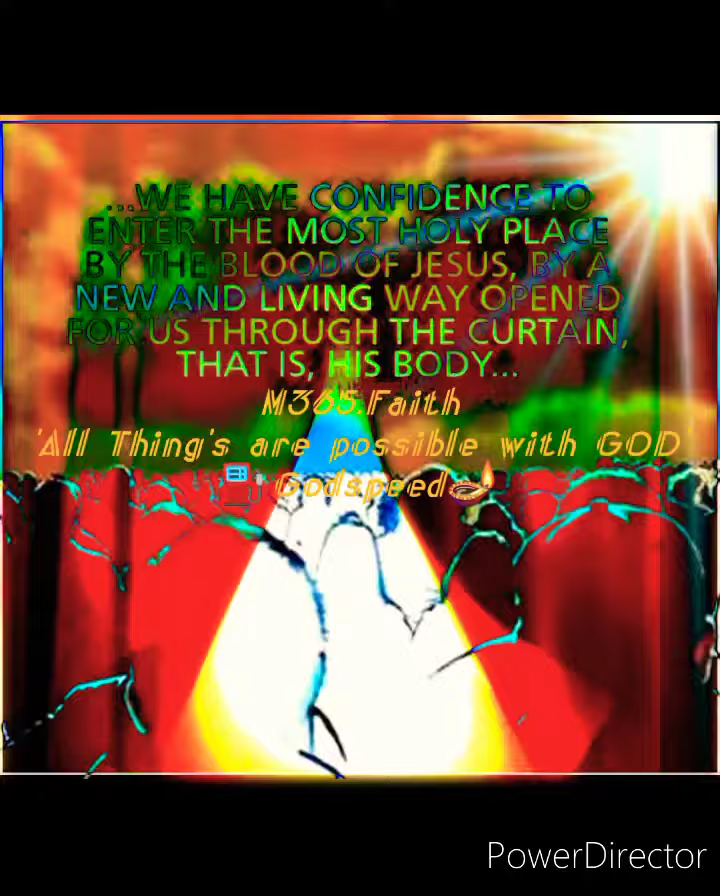 ...WE HAVE CONFIDENCE TO
ENTER THE MOST HOLY PLACE
BY THE BLOOD OF JESUS, BY A
NEW AND LIVING WAY OPENED
FOR US THROUGH THE CURTAIN,
THAT IS, HIS BODY...
M365.Faith
'All Thing's are possible with GOD'
Godspeed
PowerDirector